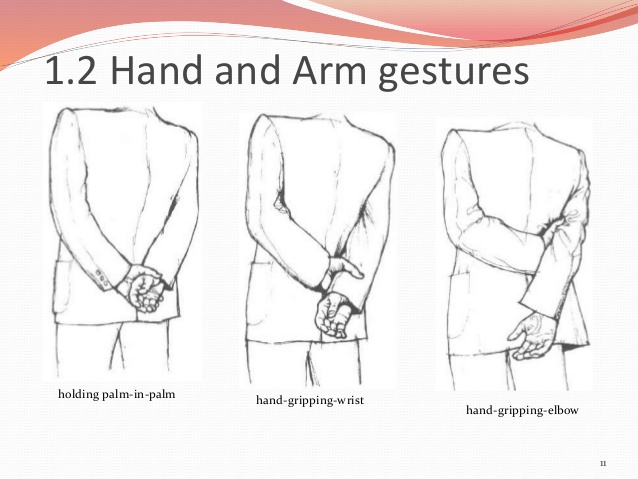 1.2 Hand and Arm gestures
holding palm-in-palm
hand-gripping-wrist
hand-gripping-elbow
11